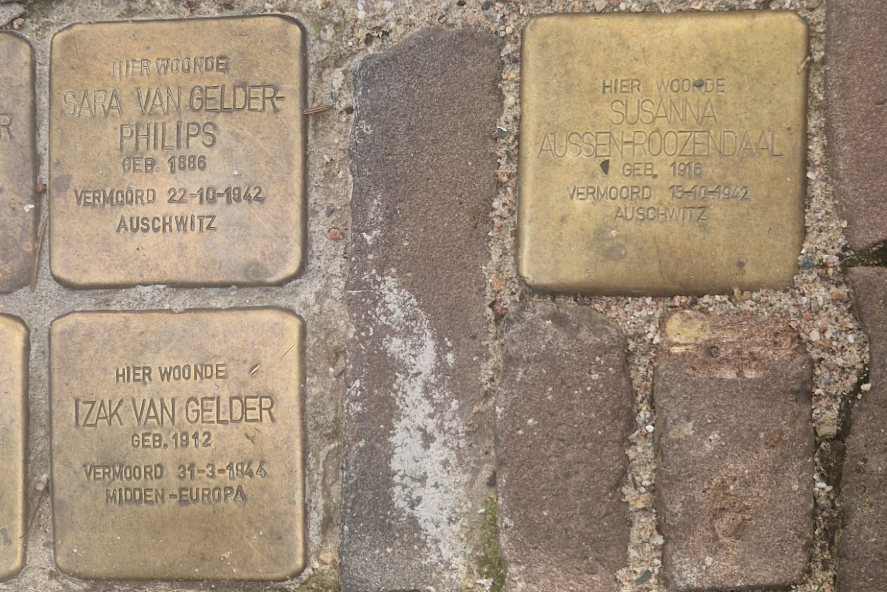 HIER WOONDE
SARA VAN GELDER-
PHILIPS
GEB. 1886
VERMOORD 22-10-1942
AUSCHWITZ
HIER WOONDE
SUSANNA
AUSSEN-ROOZENDAAL
GEB. 1916
VERMOORD 15-10-1942
AUSCHWITZ
HIER WOONDE
IZAK VAN GELDER
GEB. 1912
VERMOORD 31-3-1944
MIDDEN-EUROPA